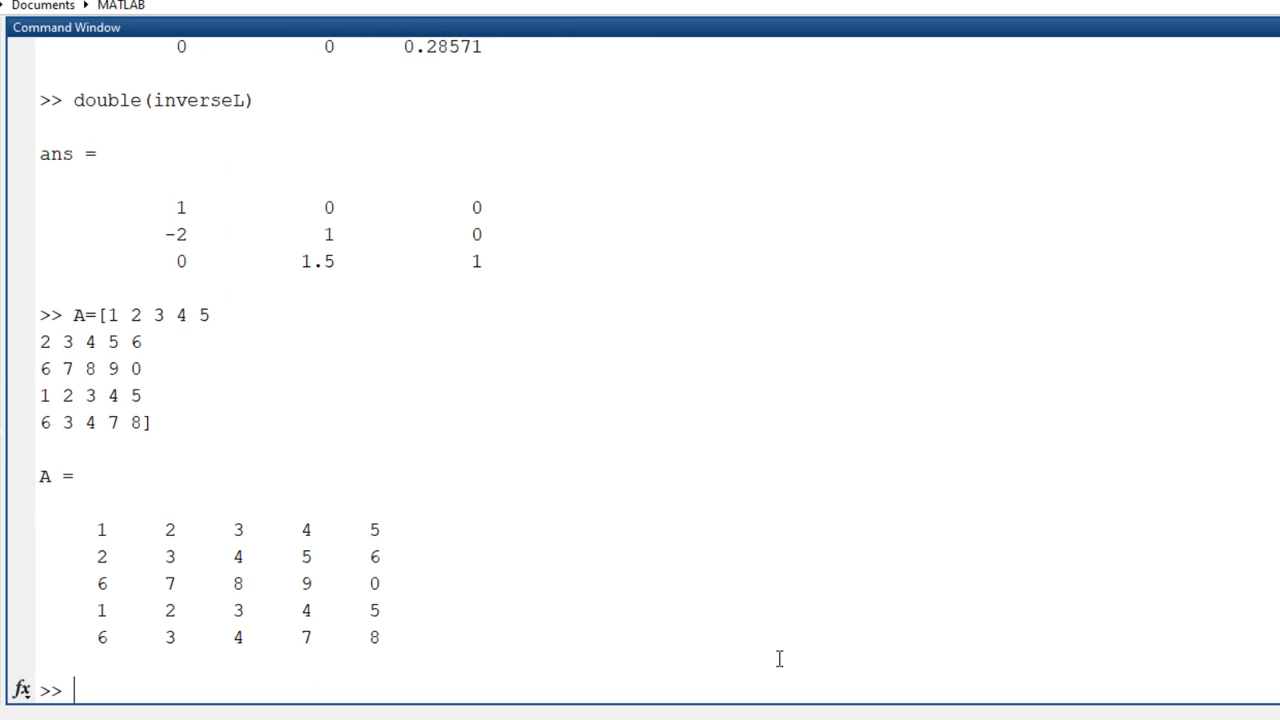 Documents MATLAB
Command Window
0 0 0.28571
>> double(inverseL)
ans =
1 0 0
-2 1 0
0 1.5 1
>> A=[1 2 3 4 5
2 3 4 5 6
6 7 8 9 0
1 2 3 4 5
6 3 4 7 8]
A =
1 2 3 4 5
2 3 4 5 6
6 7 8 9 0
1 2 3 4 5
6 3 4 7 8
fx >>